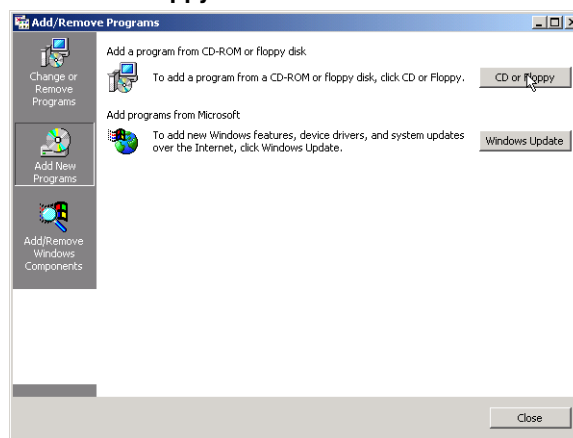 Add/Remove Programs
Add a program from CD-ROM or floppy disk
Change or
Remove
Programs
To add a program from a CD-ROM or floppy disk, click CD or Floppy.
CD or Floppy
Add programs from Microsoft
Add New
Programs
To add new Windows features, device drivers, and system updates
over the Internet, click Windows Update.
Windows Update
Add/Remove
Windows
Components
Close